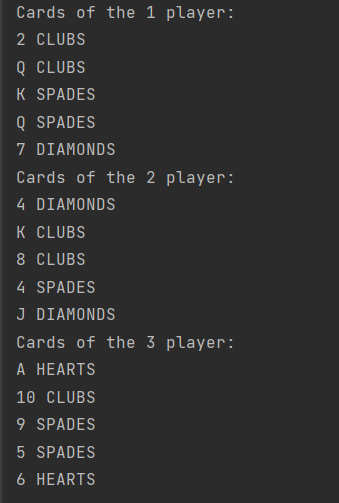 Cards of the 1 player:
2 CLUBS
Q CLUBS
K SPADES
Q SPADES
7 DIAMONDS
Cards of the 2 player:
4 DIAMONDS
K CLUBS
8 CLUBS
4 SPADES
J DIAMONDS
Cards of the 3 player:
A HEARTS
10 CLUBS
9 SPADES
5 SPADES
6 HEARTS